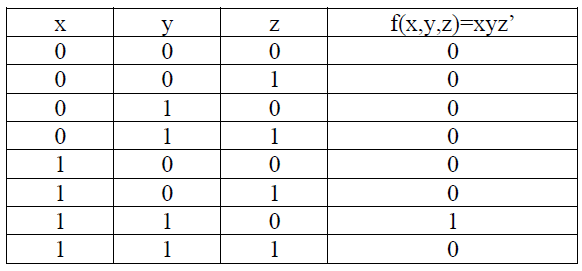 x y z f(x,y,z)=xyz’
0 0 0 0
0 0 1 0
0 1 0 0
0 1 1 0
1 0 0 0
1 0 1 0
1 1 0 1
1 1 1 0